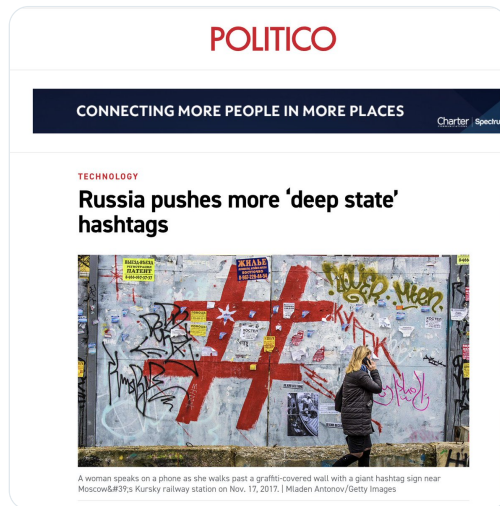 POLITICO
CONNECTING MORE PEOPLE IN MORE PLACES
Charter Spectru
TECHNOLOGY
Russia pushes more ‘deep state’
hashtags
ЖИЛЬЕ
ПАТЕНТ
A woman speaks on a phone as she walks past a graffiti-covered wall with a giant hashtag sign near
Moscow&#39;s Kursky railway station on Nov. 17, 2017. | Mladen Antonov/Getty Images